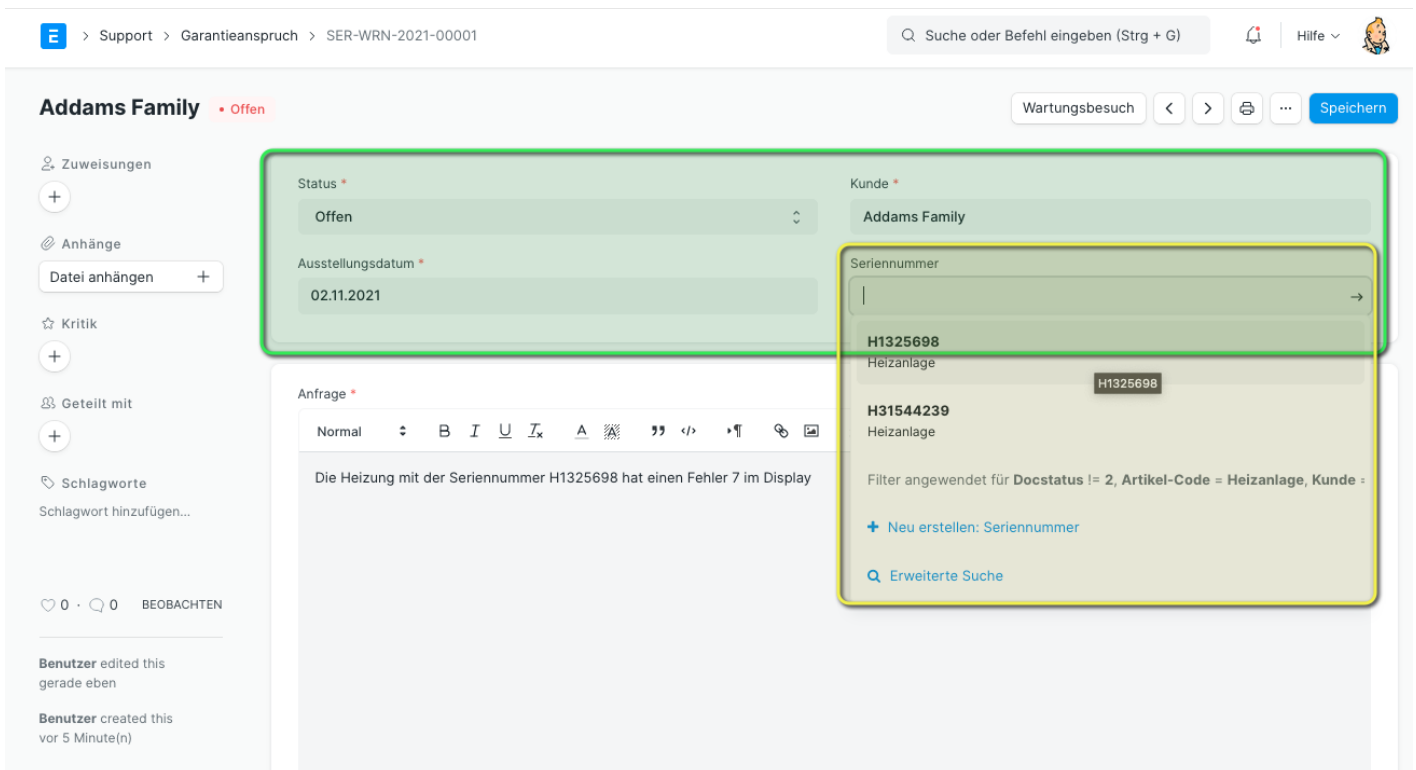 E > Support > Garantieanspruch > SER-WRN-2021-00001
Suche oder Befehl eingeben (Strg + G)
Hilfe
Addams Family • Offen
Wartungsbesuch
Speichern
Zuweisungen
Anhänge
Datei anhängen +
Kritik
Geteilt mit
Schlagworte
Schlagwort hinzufügen...
0 · 0 BEOBACHTEN
Benutzer edited this
gerade eben
Benutzer created this
vor 5 Minute(n)
Status *
Offen
Ausstellungsdatum *
02.11.2021
Kunde *
Addams Family
Seriennummer
H1325698
Heizanlage
H1325698
H31544239
Heizanlage
Filter angewendet für Docstatus != 2, Artikel-Code = Heizanlage, Kunde =
Neu erstellen: Seriennummer
Erweiterte Suche
Anfrage *
Normal
Die Heizung mit der Seriennummer H1325698 hat einen Fehler 7 im Display